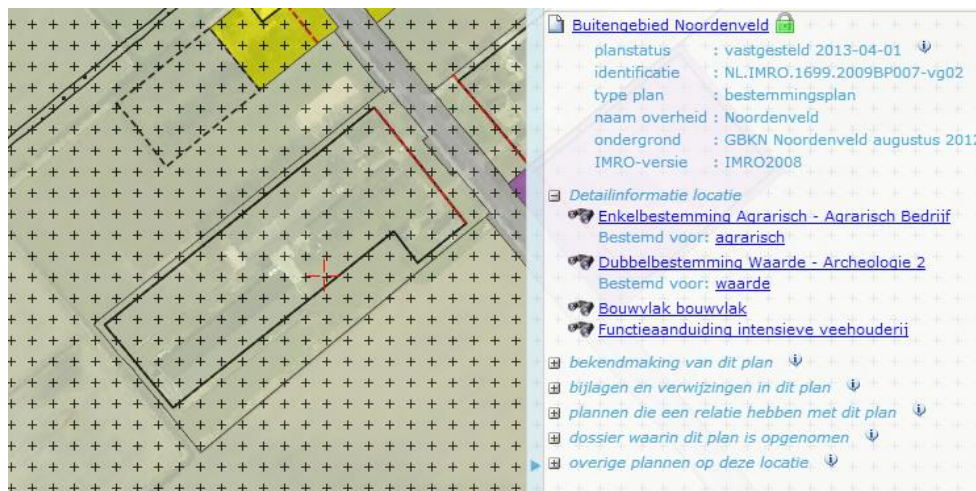 Buitengebied Noordenveld
planstatus : vastgesteld 2013-04-01
identificatie : NL.IMRO.1699.2009BP007-vg02
type plan : bestemmingsplan
naam overheid : Noordenveld
ondergrond : GBKN Noordenveld augustus 2012
IMRO-versie : IMRO2008
Detailinformatie locatie
Enkelbestemming Agrarisch - Agrarisch Bedrijf
Bestemd voor: agrarisch
Dubbelbestemming Waarde - Archeologie 2
Bestemd voor: waarde
Bouwvlak bouwvlak
Functieaanduiding intensieve veehouderij
bekendmaking van dit plan
bijlagen en verwijzingen in dit plan
plannen die een relatie hebben met dit plan
dossier waarin dit plan is opgenomen
overige plannen op deze locatie